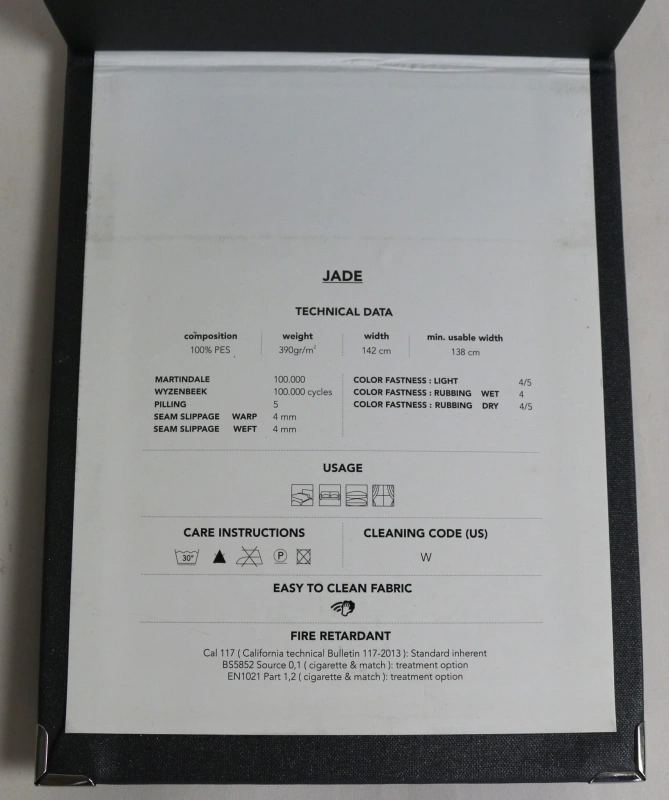 JADE
TECHNICAL DATA
composition weight width min. usable width
100% PES 390gr/m² 142 cm 138 cm
MARTINDALE 100.000
WYZENBEEK 100.000 cycles
PILLING 5
SEAM SLIPPAGE WARP 4 mm
SEAM SLIPPAGE WEFT 4 mm
COLOR FASTNESS : LIGHT 4/5
COLOR FASTNESS : RUBBING WET 4
COLOR FASTNESS : RUBBING DRY 4/5
USAGE
CARE INSTRUCTIONS
30°
P
CLEANING CODE (US)
W
EASY TO CLEAN FABRIC
FIRE RETARDANT
Cal 117 ( California technical Bulletin 117-2013 ): Standard inherent
BS5852 Source 0,1 ( cigarette & match ): treatment option
EN1021 Part 1,2 ( cigarette & match ): treatment option